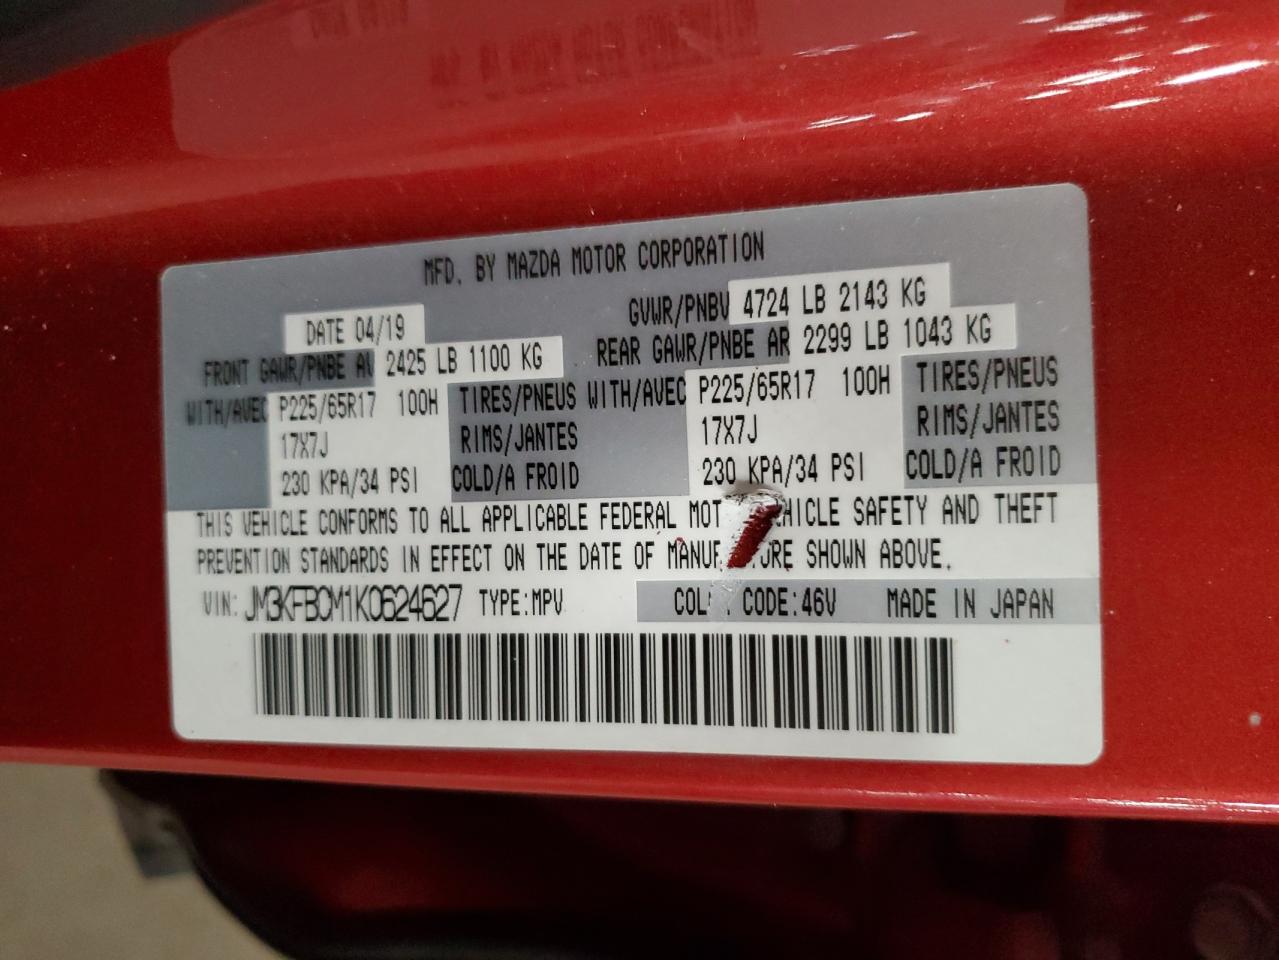 MFD. BY MAZDA MOTOR CORPORATION
DATE 04/19 GVWR/PNBV 4724 LB 2143 KG
FRONT GAWR/PNBE AV 2425 LB 1100 KG REAR GAWR/PNBE AR 2299 LB 1043 KG
WITH/AVEC P225/65R17 100H TIRES/PNEUS WITH/AVEC P225/65R17 100H TIRES/PNEUS
17X7J RIMS/JANTES 17X7J RIMS/JANTES
230 KPA/34 PSI COLD/A FROID 230 KPA/34 PSI COLD/A FROID
THIS VEHICLE CONFORMS TO ALL APPLICABLE FEDERAL MOT HICLE SAFETY AND THEFT
PREVENTION STANDARDS IN EFFECT ON THE DATE OF MANUF URE SHOWN ABOVE.
VIN: JM3KFBCM1K0624627 TYPE:MPV COL CODE:46V MADE IN JAPAN